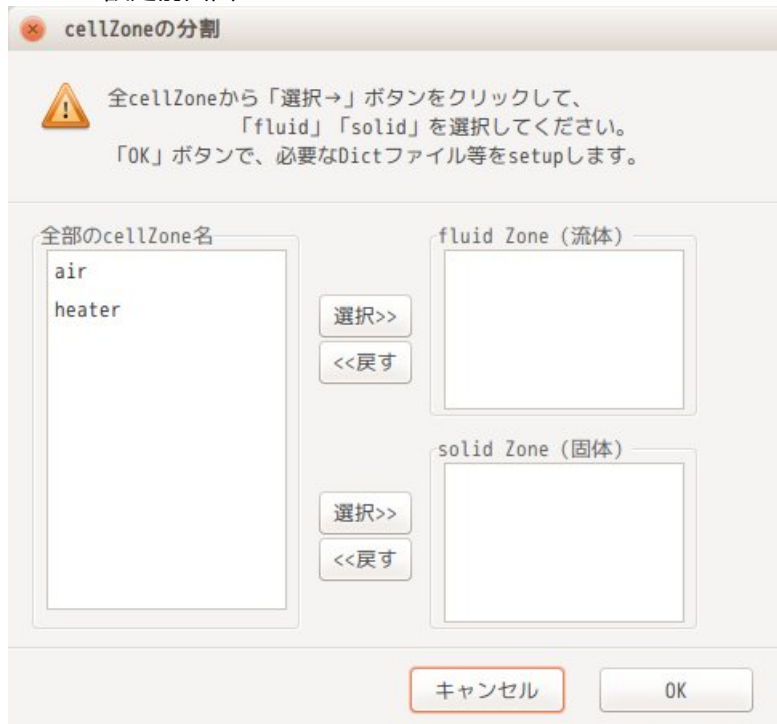 cellZoneの分割
全cellZoneから「選択→」ボタンをクリックして、
「fluid」「solid」を選択してください。
「OK」ボタンで、必要なDictファイル等をsetupします。
全部のcellZone名
air
heater
選択>>
<<戻す
fluid Zone (流体)
solid Zone (固体)
選択>>
<<戻す
キャンセル
OK